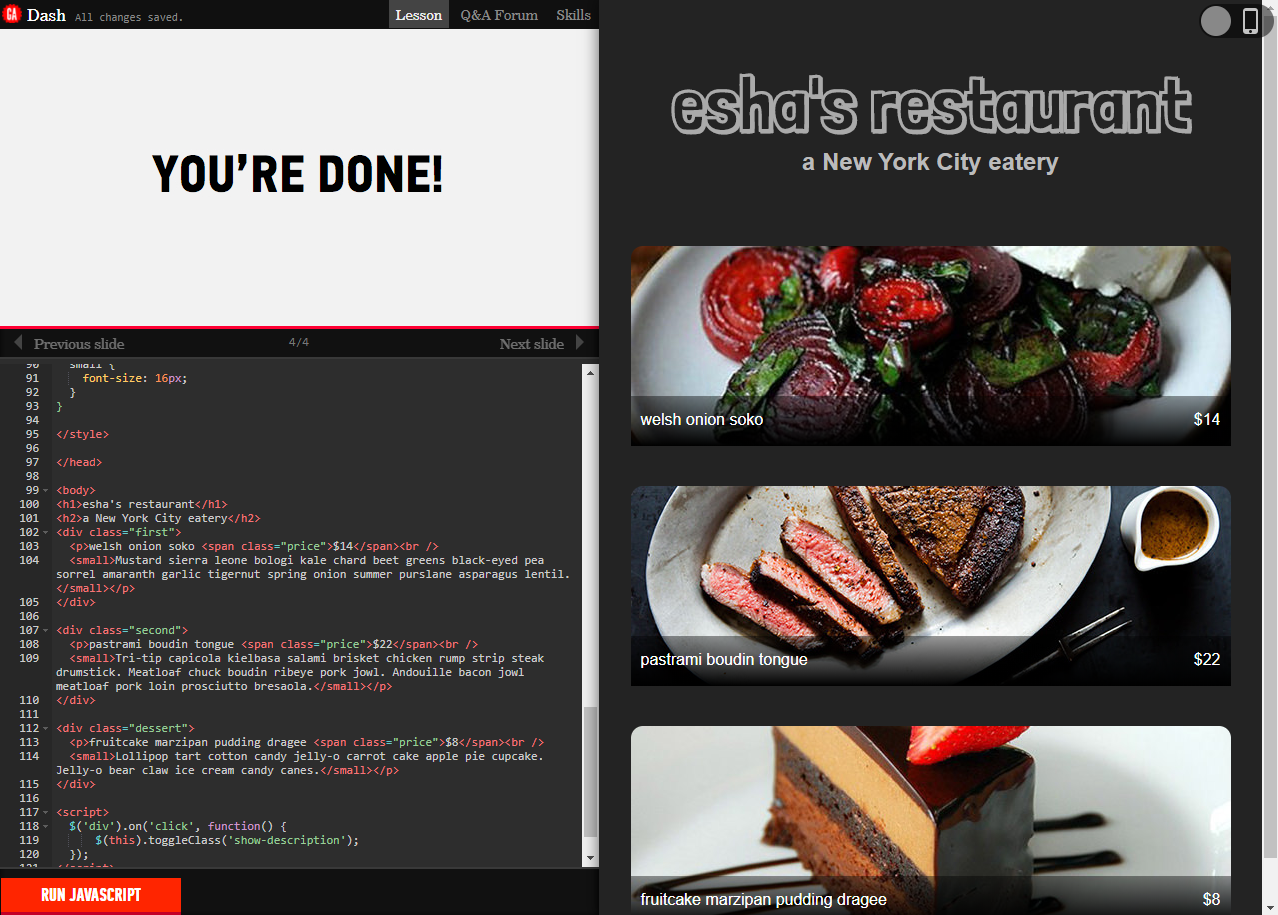 GA Dash All changes saved. Lesson Q&A Forum Skills
YOU'RE DONE!
Previous slide 4/4 Next slide
90 small {
91 font-size: 16px;
92 }
93 }
94
95 </style>
96
97 </head>
98
99 <body>
100 <h1>esha's restaurant</h1>
101 <h2>a New York City eatery</h2>
102 <div class="first">
103 <p>welsh onion soko <span class="price">$14</span><br />
104 <small>Mustard sierra leone bologi kale chard beet greens black-eyed pea
sorrel amaranth garlic tigernut spring onion summer purslane asparagus lentil.
</small></p>
105 </div>
106
107 <div class="second">
108 <p>pastrami boudin tongue <span class="price">$22</span><br />
109 <small>Tri-tip capicola kielbasa salami brisket chicken rump strip steak
drumstick. Meatloaf chuck boudin ribeye pork jowl. Andouille bacon jowl
meatloaf pork loin prosciutto bresaola.</small></p>
110 </div>
111
112 <div class="dessert">
113 <p>fruitcake marzipan pudding dragee <span class="price">$8</span><br />
114 <small>Lollipop tart cotton candy jelly-o carrot cake apple pie cupcake.
Jelly-o bear claw ice cream candy canes.</small></p>
115 </div>
116
117 <script>
118 $('div').on('click', function() {
119 $(this).toggleClass('show-description');
120 });
121 </script>
RUN JAVASCRIPT
esha's restaurant
a New York City eatery
welsh onion soko $14
pastrami boudin tongue $22
fruitcake marzipan pudding dragee $8